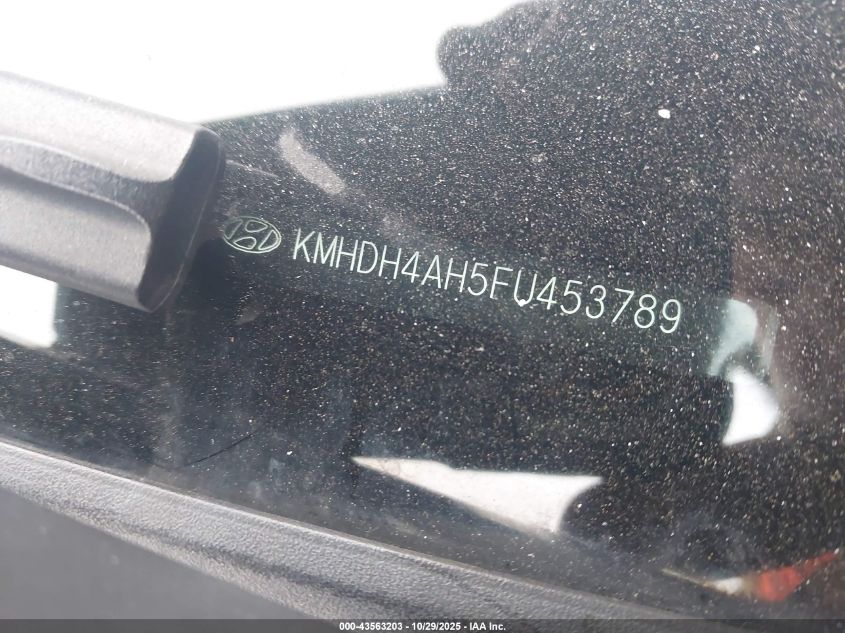 KMHDH4AH5FU453789
000-43563203 - 10/29/2025 - IAA Inc.